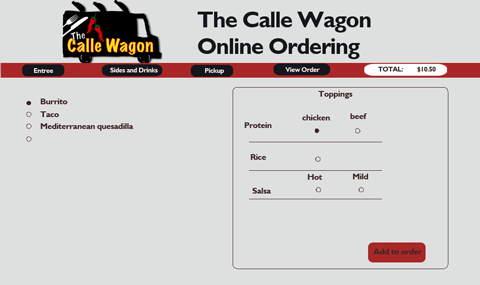 The
Calle Wagon
The Calle Wagon
Online Ordering
Entree
Sides and Drinks
Pickup
View Order
TOTAL: $10.50
Burrito
Taco
Mediterranean quesadilla
Toppings
chicken beef
Protein
Rice
Hot Mild
Salsa
Add to order